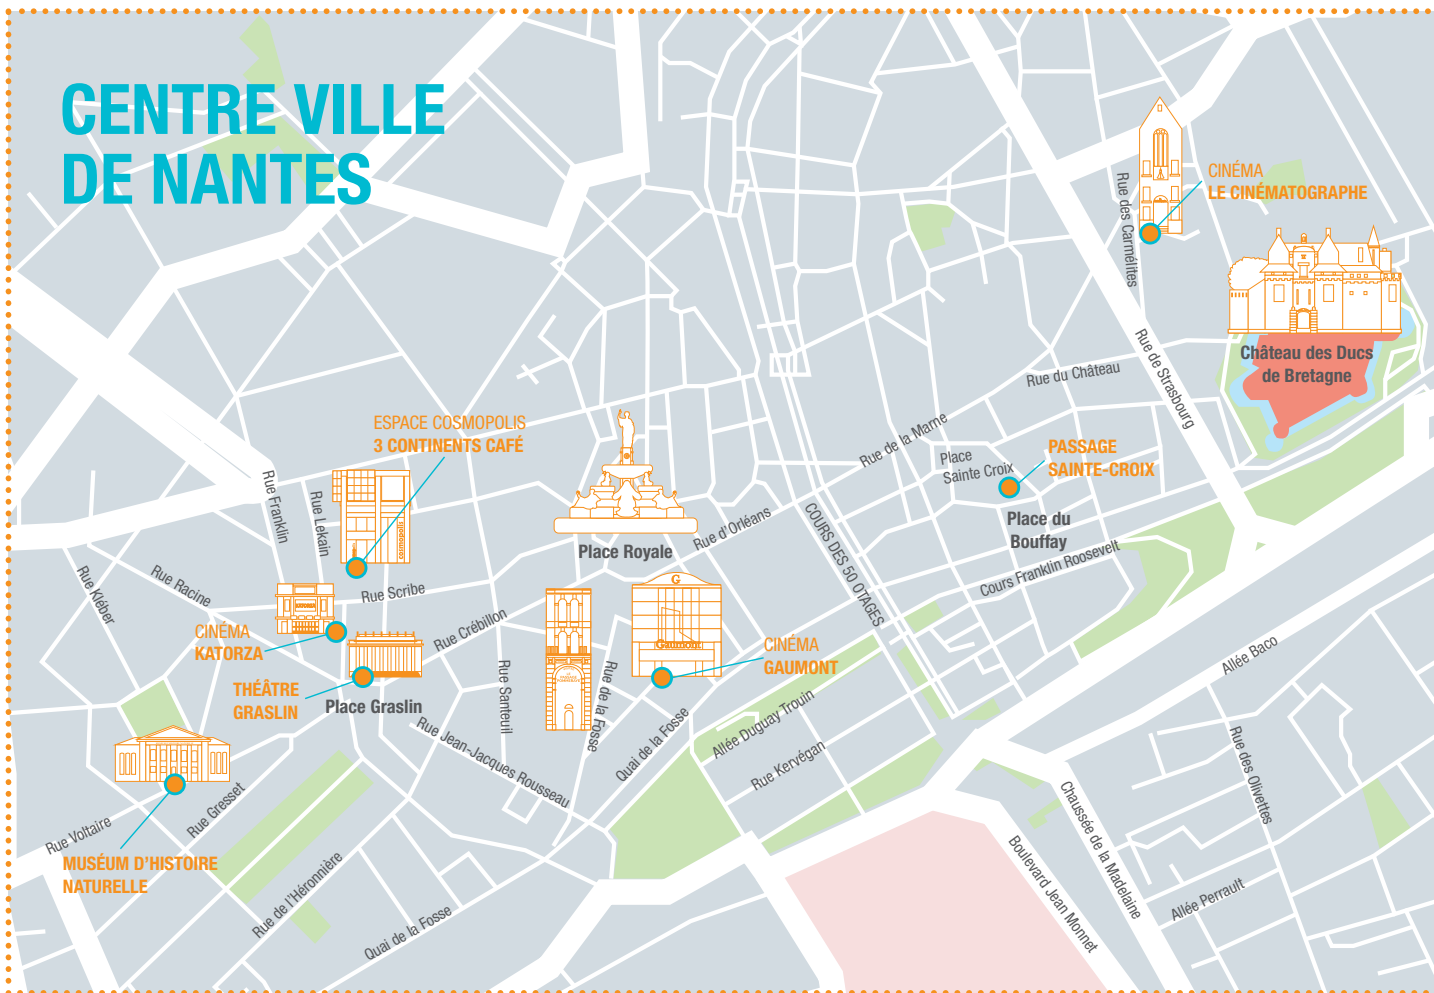 CENTRE VILLE
DE NANTES
CINÉMA
LE CINÉMATOGRAPHE
Rue des Carmélites
Château des Ducs
de Bretagne
Rue de Strasbourg
Rue du Château
Rue de la Marne
Place
Sainte Croix
PASSAGE
SAINTE-CROIX
Place du
Bouffay
Cours Franklin Roosevelt
COURS DES 50 OTAGES
ESPACE COSMOPOLIS
3 CONTINENTS CAFÉ
cosmopolis
Rue Franklin
Rue Lekain
Rue Kléber
Rue Racine
Rue Scribe
KATORZA
CINÉMA
KATORZA
THÉÂTRE
GRASLIN
Place Graslin
Rue Crébillon
Place Royale
Rue d'Orléans
G
Gaumont
CINÉMA
GAUMONT
Rue Santeuil
Rue de la Fosse
Quai de la Fosse
Rue Jean-Jacques Rousseau
Allée Duguay Trouin
Rue Kervégan
Allée Baco
Rue des Olivettes
Chaussée de la Madelaine
Boulevard Jean Monnet
Allée Perrault
Rue Voltaire
Rue Gresset
MUSÉUM D'HISTOIRE
NATURELLE
Rue de l'Héronnière
Quai de la Fosse